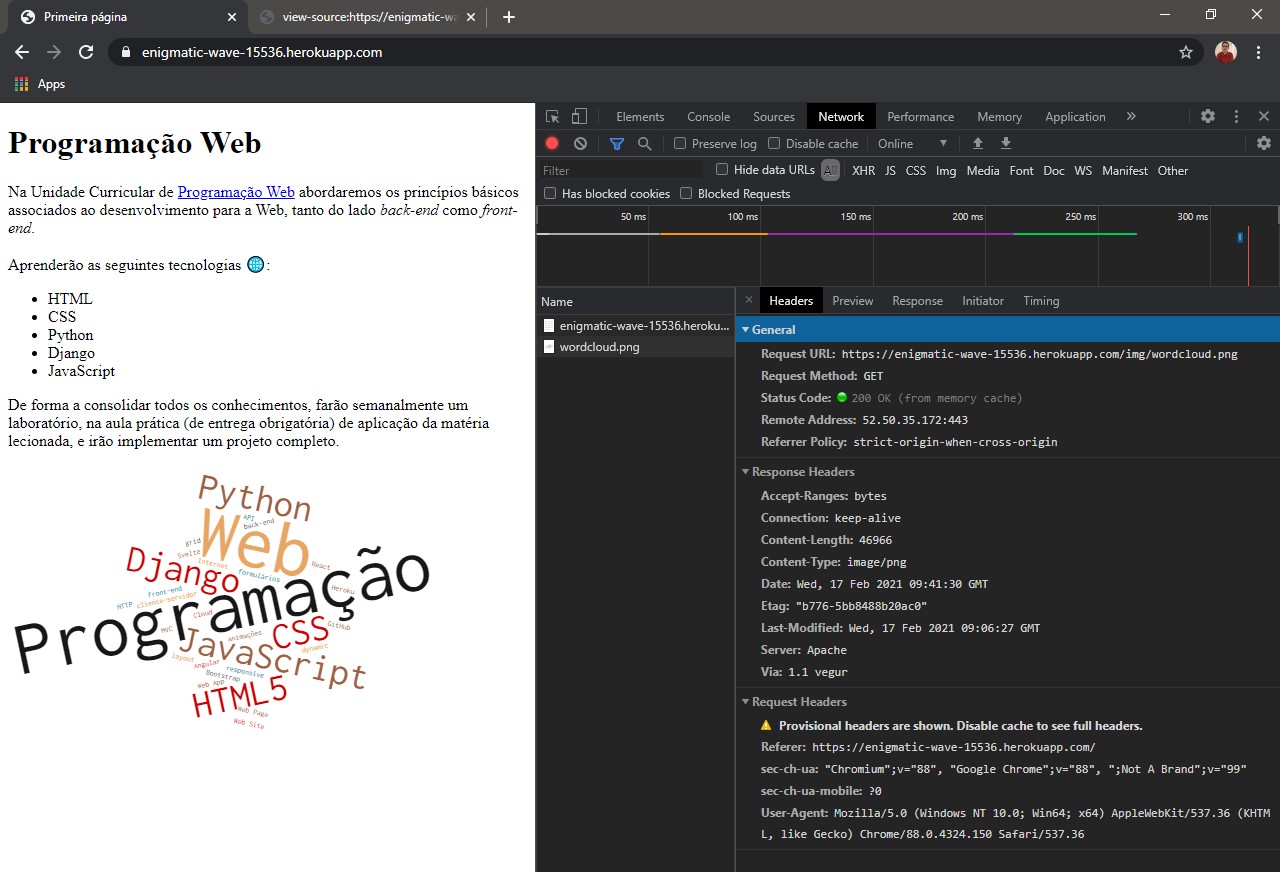 Primeira página
view-source:https://enigmatic-wa
enigmatic-wave-15536.herokuapp.com
Apps
Programação Web
Na Unidade Curricular de Programação Web abordaremos os princípios básicos
associados ao desenvolvimento para a Web, tanto do lado back-end como front-
end.
Aprenderão as seguintes tecnologias 🌐:
• HTML
• CSS
• Python
• Django
• JavaScript
De forma a consolidar todos os conhecimentos, farão semanalmente um
laboratório, na aula prática (de entrega obrigatória) de aplicação da matéria
lecionada, e irão implementar um projeto completo.
Python
API
back-end
Web
grid
Svelte
Internet
React
Django
formulários
Heroku
front-end
cliente-servidor
HTTP
Programação
Cloud
MVC
CSS
GitHub
animações
JavaScript
dynamic
layout
Angular
responsive
Bootstrap
Web App
HTML5
Web Page
Web Site
Elements Console Sources Network Performance Memory Application »
Preserve log Disable cache Online
Filter Hide data URLs All XHR JS CSS Img Media Font Doc WS Manifest Other
Has blocked cookies Blocked Requests
50 ms 100 ms 150 ms 200 ms 250 ms 300 ms
Name
enigmatic-wave-15536.heroku...
wordcloud.png
Headers Preview Response Initiator Timing
General
Request URL: https://enigmatic-wave-15536.herokuapp.com/img/wordcloud.png
Request Method: GET
Status Code: 200 OK (from memory cache)
Remote Address: 52.50.35.172:443
Referrer Policy: strict-origin-when-cross-origin
Response Headers
Accept-Ranges: bytes
Connection: keep-alive
Content-Length: 46966
Content-Type: image/png
Date: Wed, 17 Feb 2021 09:41:30 GMT
Etag: "b776-5bb8488b20ac0"
Last-Modified: Wed, 17 Feb 2021 09:06:27 GMT
Server: Apache
Via: 1.1 vegur
Request Headers
Provisional headers are shown. Disable cache to see full headers.
Referer: https://enigmatic-wave-15536.herokuapp.com/
sec-ch-ua: "Chromium";v="88", "Google Chrome";v="88", ";Not A Brand";v="99"
sec-ch-ua-mobile: ?0
User-Agent: Mozilla/5.0 (Windows NT 10.0; Win64; x64) AppleWebKit/537.36 (KHTM
L, like Gecko) Chrome/88.0.4324.150 Safari/537.36